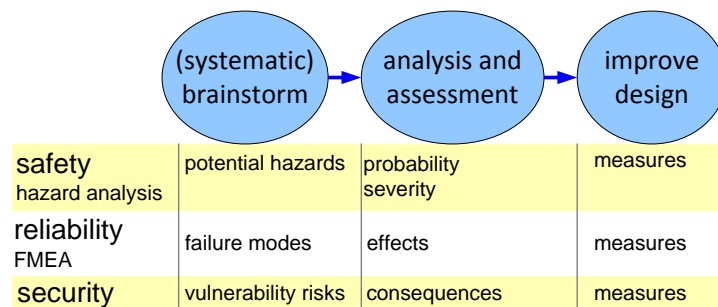 (systematic)
brainstorm
analysis and
assessment
improve
design
safety
hazard analysis
potential hazards
probability
severity
measures
reliability
FMEA
failure modes
effects
measures
security
vulnerability risks
consequences
measures